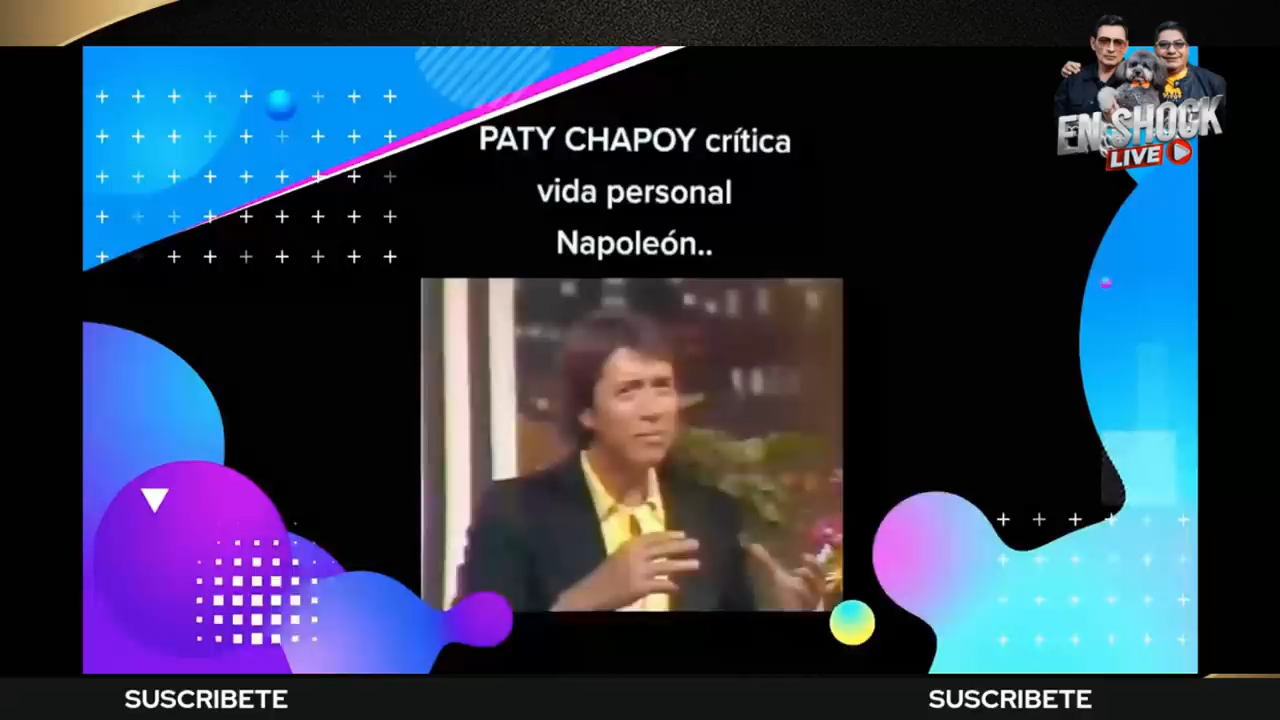 EN SHOCK
LIVE
PATY CHAPOY crítica
vida personal
Napoleón..
SUSCRIBETE
SUSCRIBETE